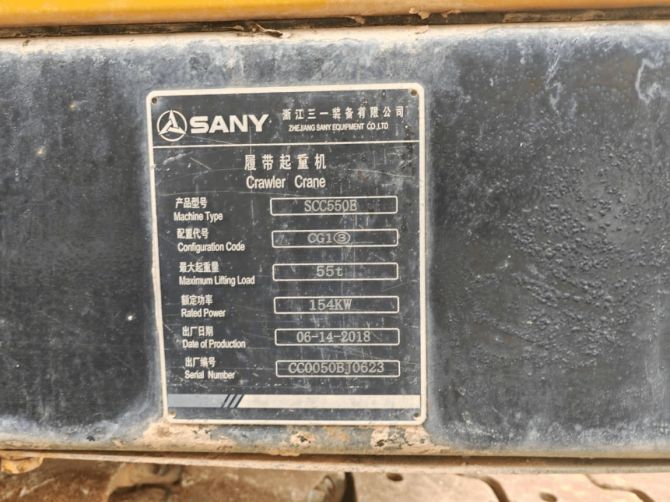 SANY 浙江三一装备有限公司
ZHEJIANG SANY EQUIPMENT CO.,LTD
履带起重机
Crawler Crane
产品型号
Machine Type SCC550E
配置代号
Configuration Code CG1③
最大起重量
Maximum Lifting Load 55t
额定功率
Rated Power 154KW
出厂日期
Date of Production 06-14-2018
出厂编号
Serial Number CC0050BJ0623